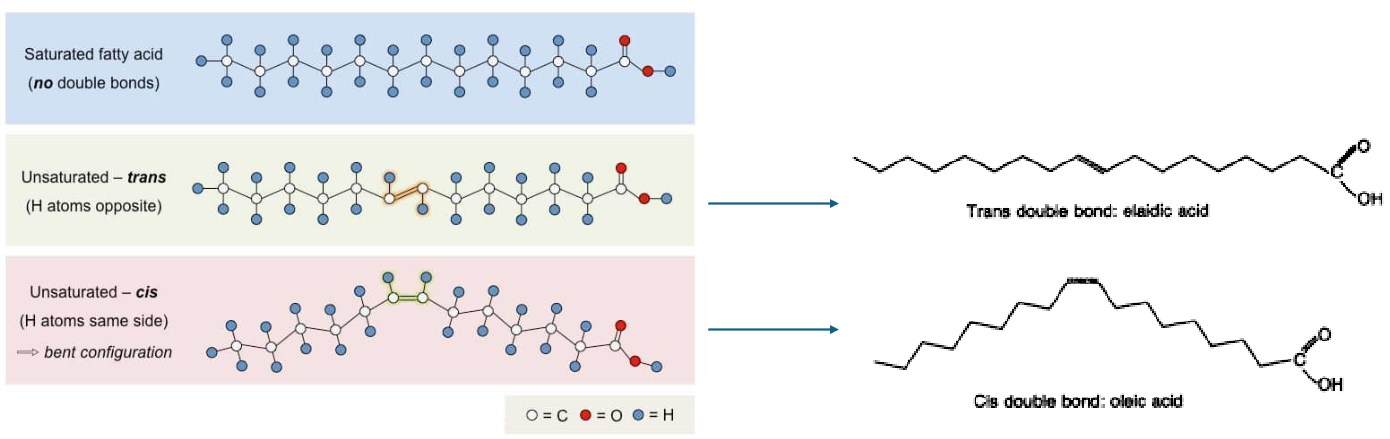 Saturated fatty acid
(no double bonds)
Unsaturated – trans
(H atoms opposite)
Unsaturated – cis
(H atoms same side)
⇒ bent configuration
O = C O = O O = H
O
C
OH
Trans double bond: elaidic acid
O
C
OH
Cis double bond: oleic acid